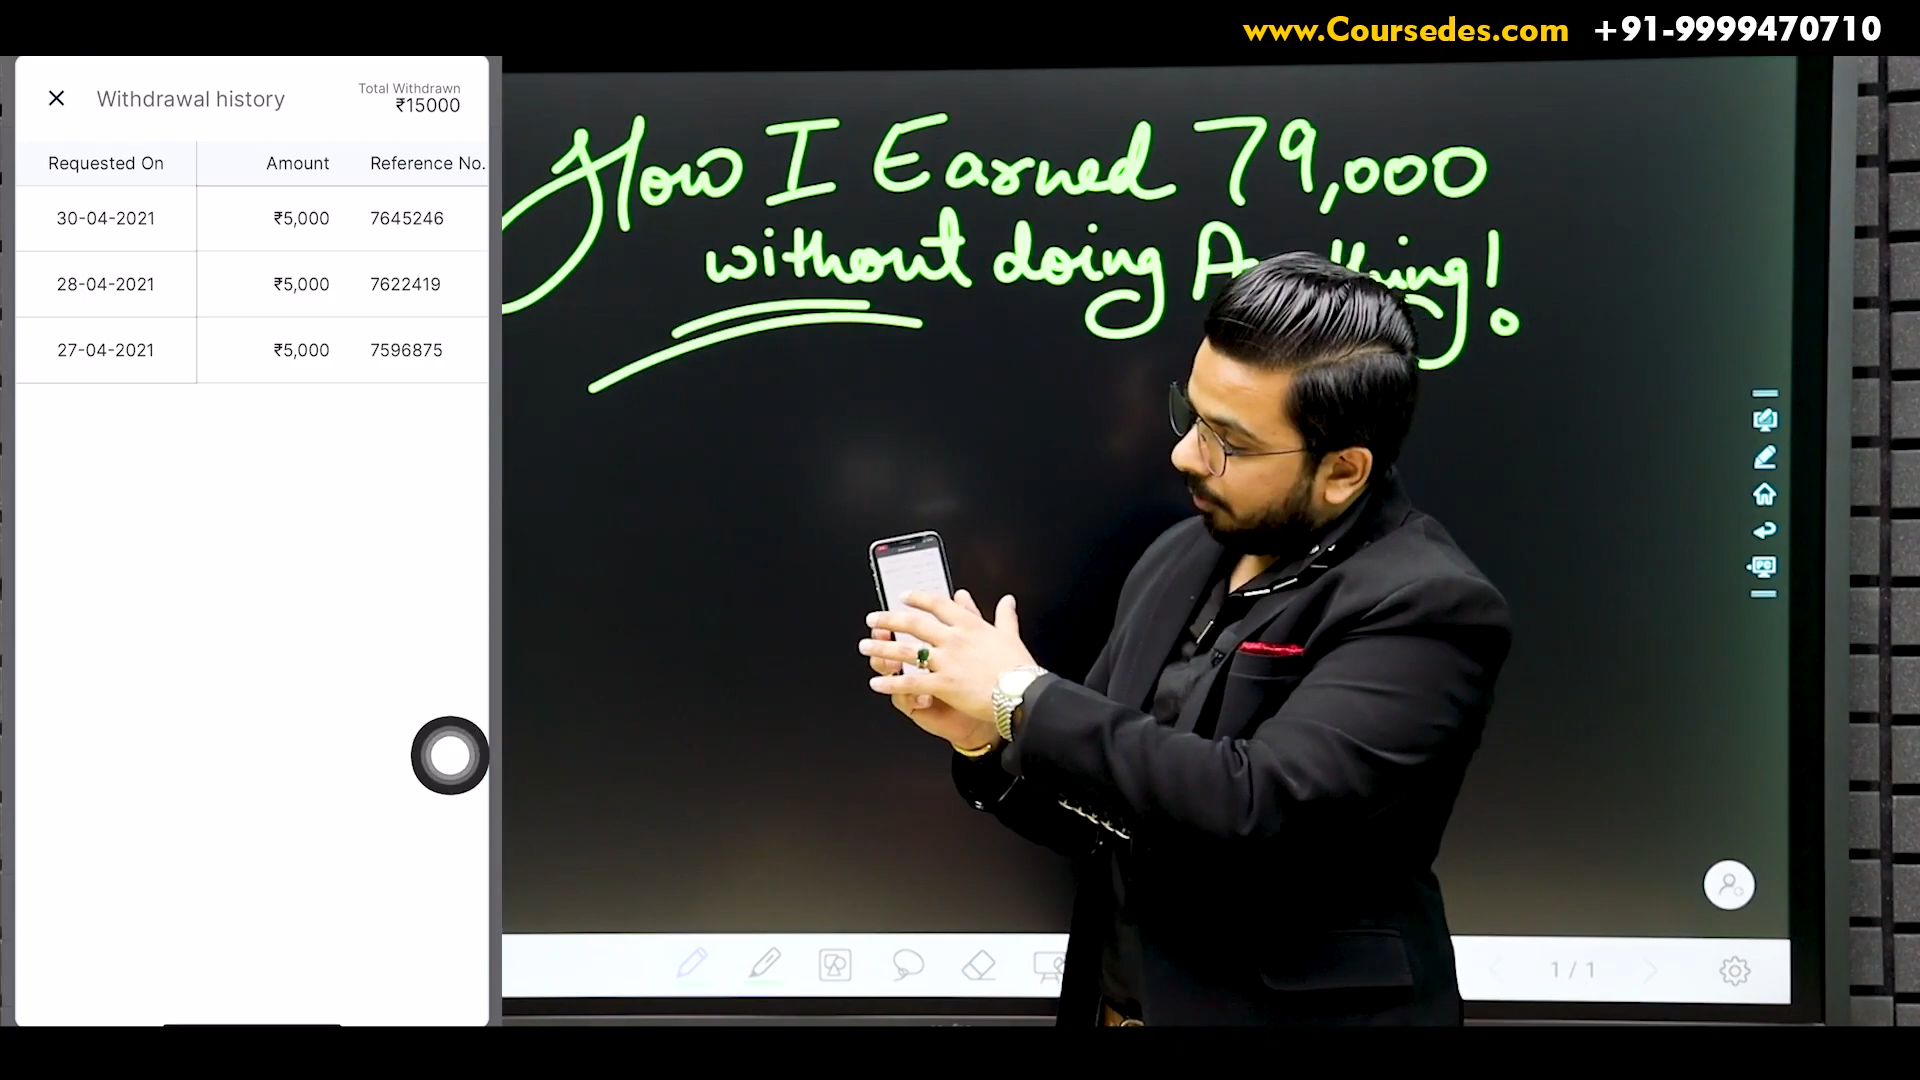 www.Coursedes.com +91-9999470710
Withdrawal history
Total Withdrawn
₹15000
Requested On Amount Reference No.
30-04-2021 ₹5,000 7645246
28-04-2021 ₹5,000 7622419
27-04-2021 ₹5,000 7596875
How I Earned 79,000
without doing
1/1